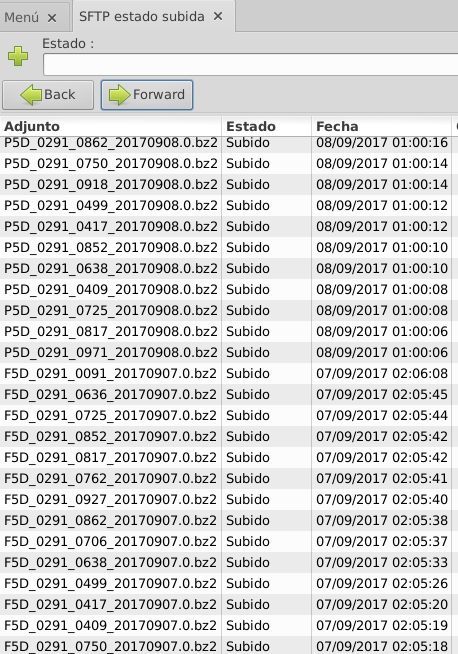 Menú × SFTP estado subida ×
Estado :
Back Forward
Adjunto Estado Fecha
P5D_0291_0862_20170908.0.bz2 Subido 08/09/2017 01:00:16
P5D_0291_0750_20170908.0.bz2 Subido 08/09/2017 01:00:14
P5D_0291_0918_20170908.0.bz2 Subido 08/09/2017 01:00:14
P5D_0291_0499_20170908.0.bz2 Subido 08/09/2017 01:00:12
P5D_0291_0417_20170908.0.bz2 Subido 08/09/2017 01:00:12
P5D_0291_0852_20170908.0.bz2 Subido 08/09/2017 01:00:10
P5D_0291_0638_20170908.0.bz2 Subido 08/09/2017 01:00:10
P5D_0291_0409_20170908.0.bz2 Subido 08/09/2017 01:00:08
P5D_0291_0725_20170908.0.bz2 Subido 08/09/2017 01:00:08
P5D_0291_0817_20170908.0.bz2 Subido 08/09/2017 01:00:06
P5D_0291_0971_20170908.0.bz2 Subido 08/09/2017 01:00:06
F5D_0291_0091_20170907.0.bz2 Subido 07/09/2017 02:06:08
F5D_0291_0636_20170907.0.bz2 Subido 07/09/2017 02:05:45
F5D_0291_0725_20170907.0.bz2 Subido 07/09/2017 02:05:44
F5D_0291_0852_20170907.0.bz2 Subido 07/09/2017 02:05:42
F5D_0291_0817_20170907.0.bz2 Subido 07/09/2017 02:05:42
F5D_0291_0762_20170907.0.bz2 Subido 07/09/2017 02:05:41
F5D_0291_0927_20170907.0.bz2 Subido 07/09/2017 02:05:40
F5D_0291_0862_20170907.0.bz2 Subido 07/09/2017 02:05:38
F5D_0291_0706_20170907.0.bz2 Subido 07/09/2017 02:05:37
F5D_0291_0638_20170907.0.bz2 Subido 07/09/2017 02:05:33
F5D_0291_0499_20170907.0.bz2 Subido 07/09/2017 02:05:26
F5D_0291_0417_20170907.0.bz2 Subido 07/09/2017 02:05:20
F5D_0291_0409_20170907.0.bz2 Subido 07/09/2017 02:05:19
F5D_0291_0750_20170907.0.bz2 Subido 07/09/2017 02:05:18